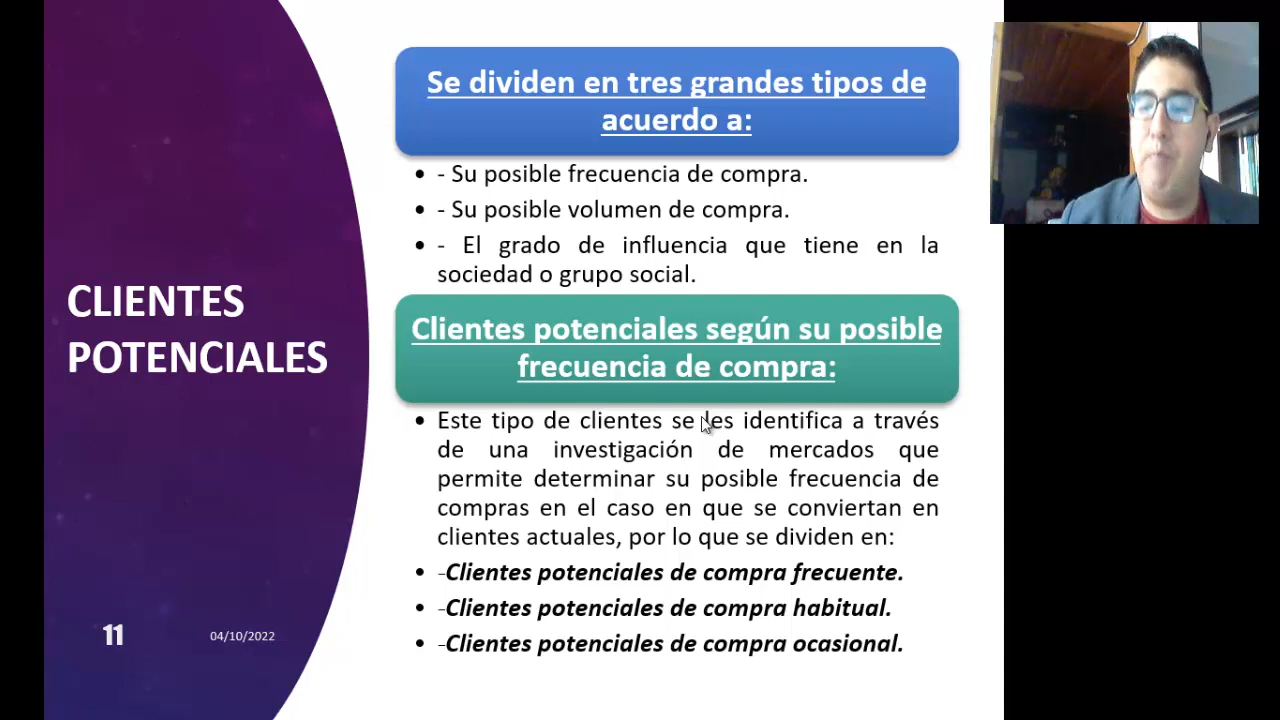 CLIENTES
POTENCIALES
11
04/10/2022
Se dividen en tres grandes tipos de
acuerdo a:
• - Su posible frecuencia de compra.
• - Su posible volumen de compra.
• - El grado de influencia que tiene en la
sociedad o grupo social.
Clientes potenciales según su posible
frecuencia de compra:
• Este tipo de clientes se les identifica a través
de una investigación de mercados que
permite determinar su posible frecuencia de
compras en el caso en que se conviertan en
clientes actuales, por lo que se dividen en:
• -Clientes potenciales de compra frecuente.
• -Clientes potenciales de compra habitual.
• -Clientes potenciales de compra ocasional.